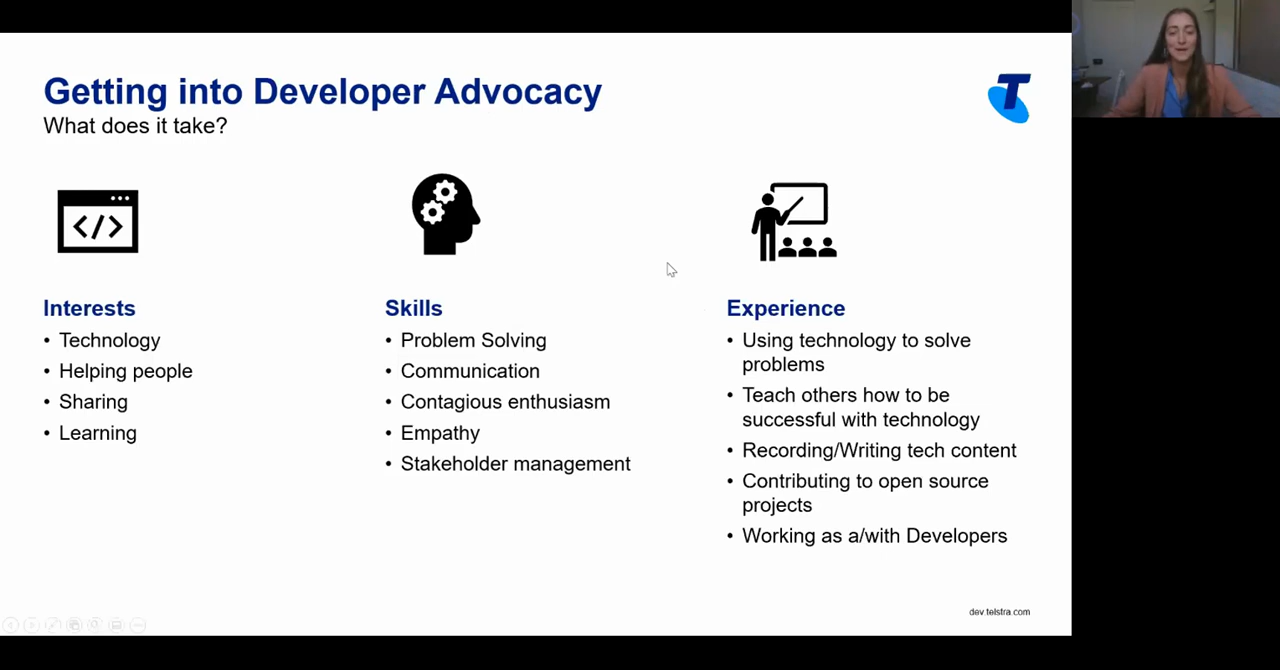 Getting into Developer Advocacy
What does it take?
T
</>
Interests
• Technology
• Helping people
• Sharing
• Learning
Skills
• Problem Solving
• Communication
• Contagious enthusiasm
• Empathy
• Stakeholder management
Experience
• Using technology to solve
problems
• Teach others how to be
successful with technology
• Recording/Writing tech content
• Contributing to open source
projects
• Working as a/with Developers
dev.telstra.com